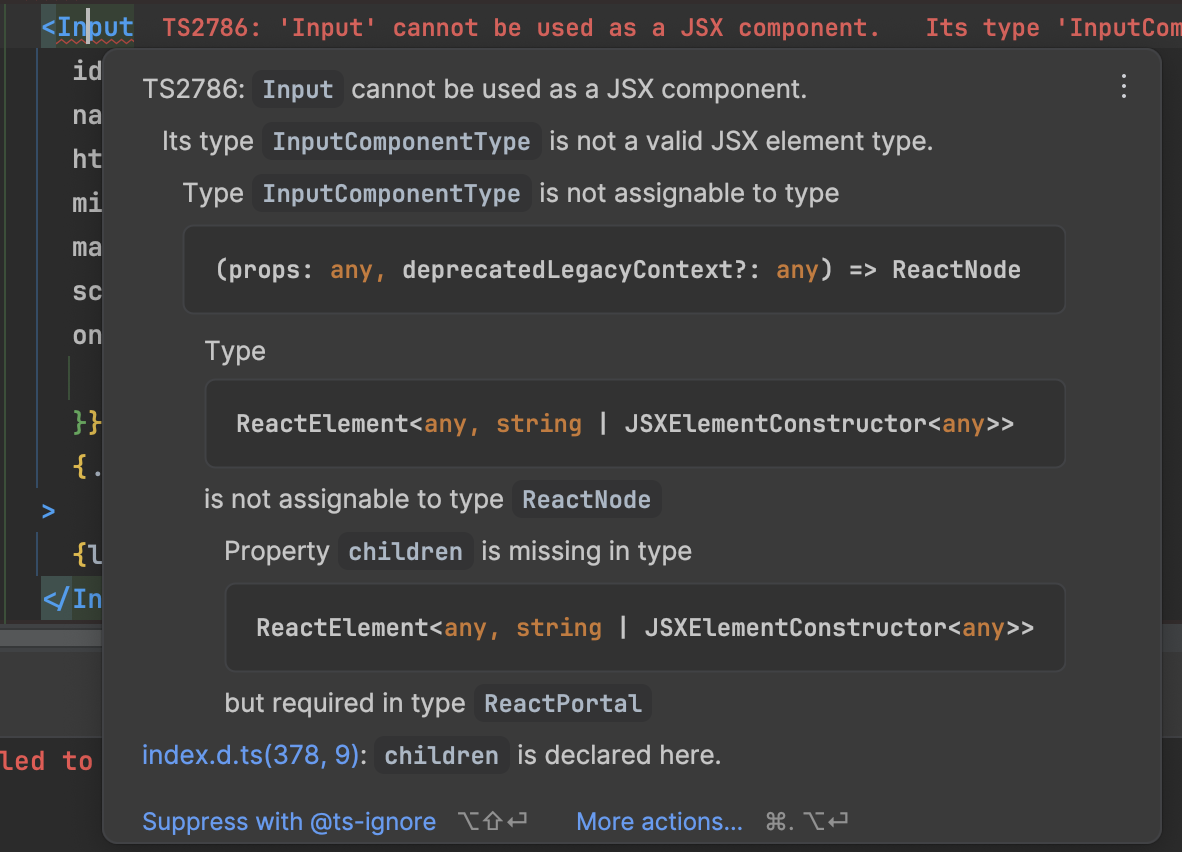 <Input TS2786: 'Input' cannot be used as a JSX component. Its type 'InputCom
id
na
ht
mi
ma
sc
on
}}
{.
>
{l
</In
led to
TS2786: Input cannot be used as a JSX component.
Its type InputComponentType is not a valid JSX element type.
Type InputComponentType is not assignable to type
(props: any, deprecatedLegacyContext?: any) => ReactNode
Type
ReactElement<any, string | JSXElementConstructor<any>>
is not assignable to type ReactNode
Property children is missing in type
ReactElement<any, string | JSXElementConstructor<any>>
but required in type ReactPortal
index.d.ts(378, 9): children is declared here.
Suppress with @ts-ignore ⌥⇧⏎ More actions... ⌘. ⌥⏎